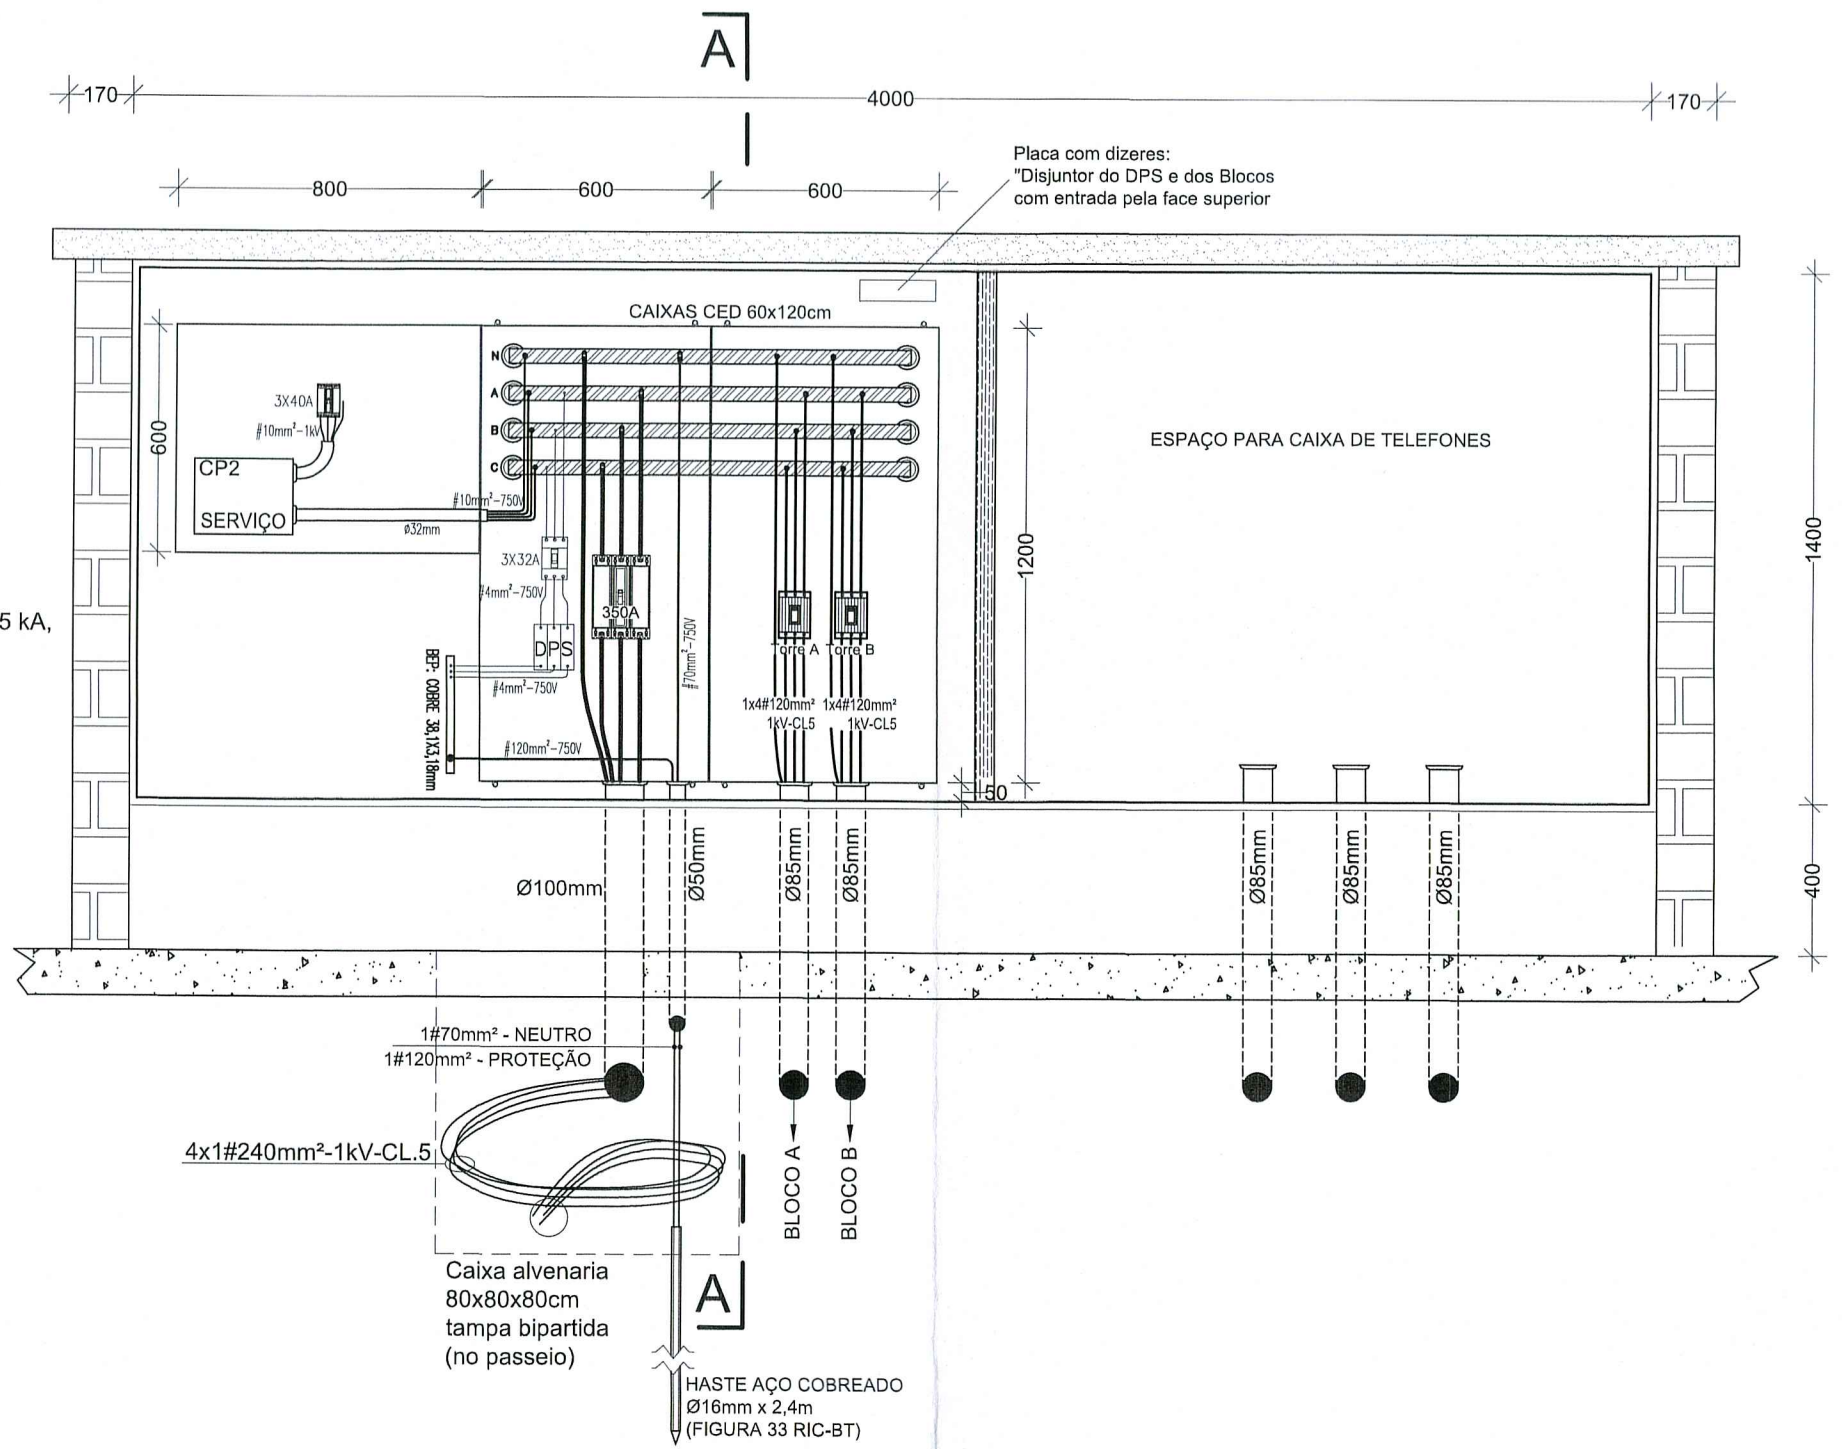 A
170
4000
170
Placa com dizeres:
"Disjuntor do DPS e dos Blocos
com entrada pela face superior
800
600
600
CAIXAS CED 60x120cm
N
A
B
C
3X40A
#10mm²-1kV
600
CP2
SERVIÇO
#10mm²-750V
ø32mm
ESPAÇO PARA CAIXA DE TELEFONES
1200
1400
3X32A
#4mm²-750V
350A
5 kA,
DPS
#4mm²-750V
BEP: COBRE 38,1X3,18mm
#70mm²-750V
Torre A
Torre B
1x4#120mm²
1kV-CL5
1x4#120mm²
1kV-CL5
#120mm²-750V
50
Ø100mm
Ø50mm
Ø85mm
Ø85mm
Ø85mm
Ø85mm
Ø85mm
400
1#70mm² - NEUTRO
1#120mm² - PROTEÇÃO
4x1#240mm²-1kV-CL.5
BLOCO A
BLOCO B
Caixa alvenaria
80x80x80cm
tampa bipartida
(no passeio)
A
HASTE AÇO COBREADO
Ø16mm x 2,4m
(FIGURA 33 RIC-BT)